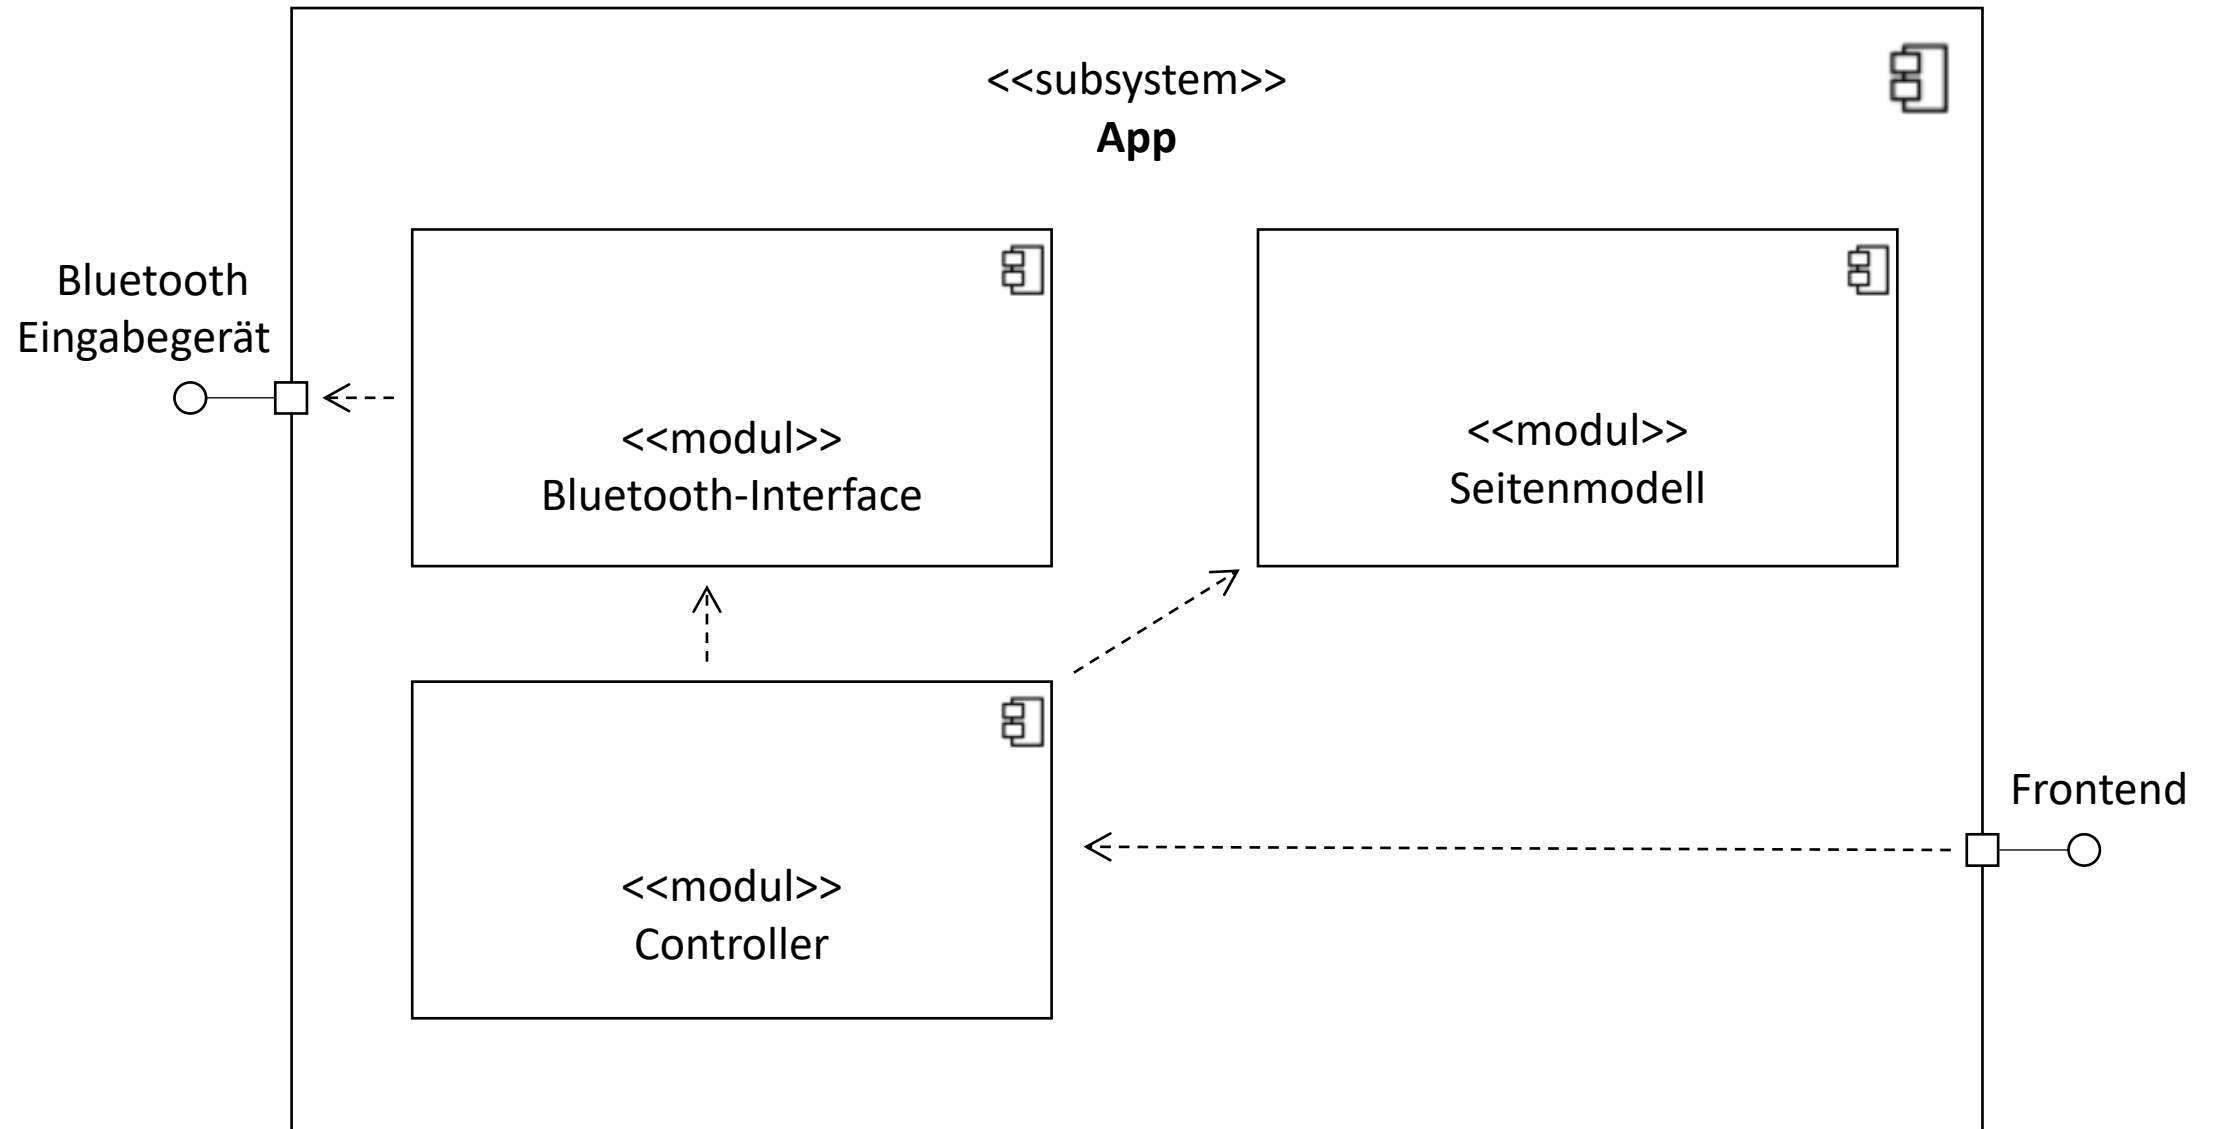 <<subsystem>>
App
Bluetooth
Eingabegerät
<<modul>>
Bluetooth-Interface
<<modul>>
Seitenmodell
Frontend
<<modul>>
Controller